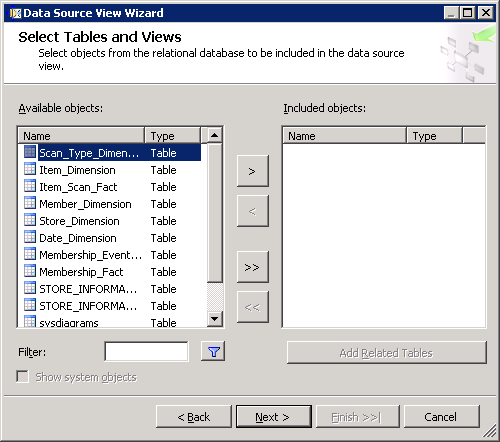 Data Source View Wizard
Select Tables and Views
Select objects from the relational database to be included in the data source
view.
Available objects:
Name Type
Scan_Type_Dimen... Table
Item_Dimension Table
Item_Scan_Fact Table
Member_Dimension Table
Store_Dimension Table
Date_Dimension Table
Membership_Event... Table
Membership_Fact Table
STORE_INFORMA... Table
STORE_INFORMA... Table
sysdiagrams Table
>
<
>>
<<
Included objects:
Name Type
Filter:
Add Related Tables
Show system objects
< Back Next > Finish >>| Cancel